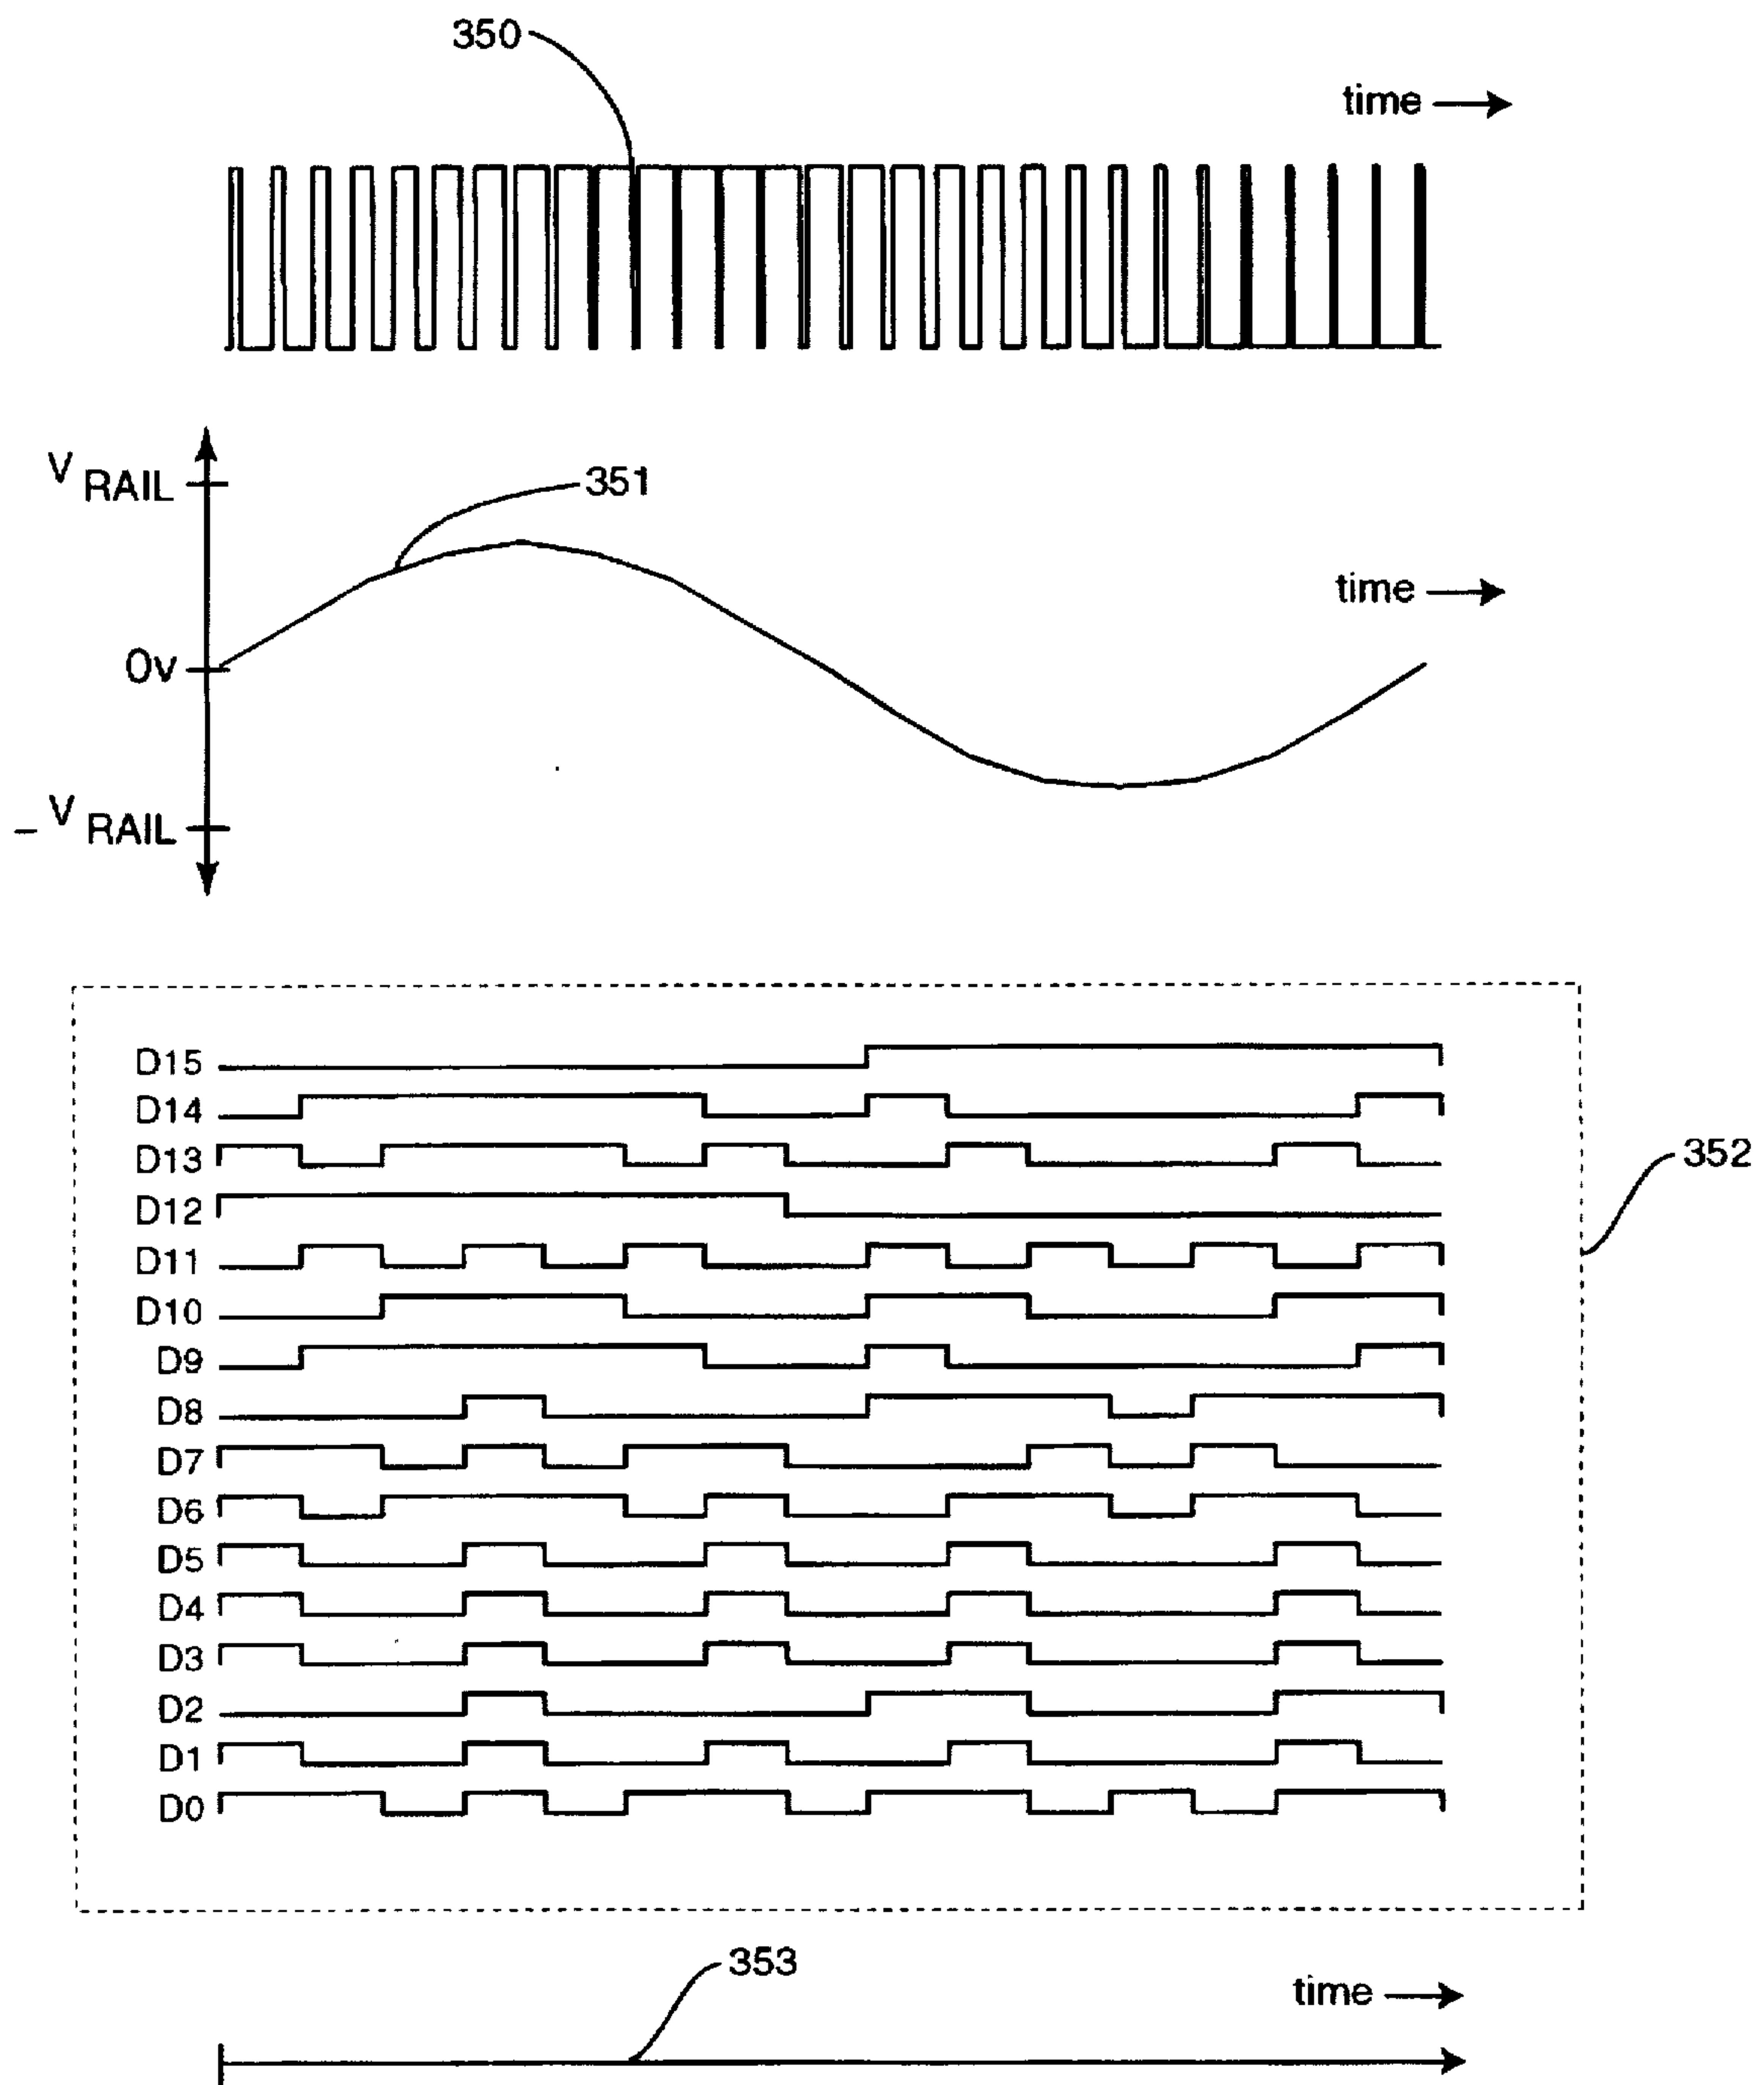 350
time
V RAIL
351
0v
time
– V RAIL
D15
D14
D13
352
D12
D11
D10
D9
D8
D7
D6
D5
D4
D3
D2
D1
D0
353
time